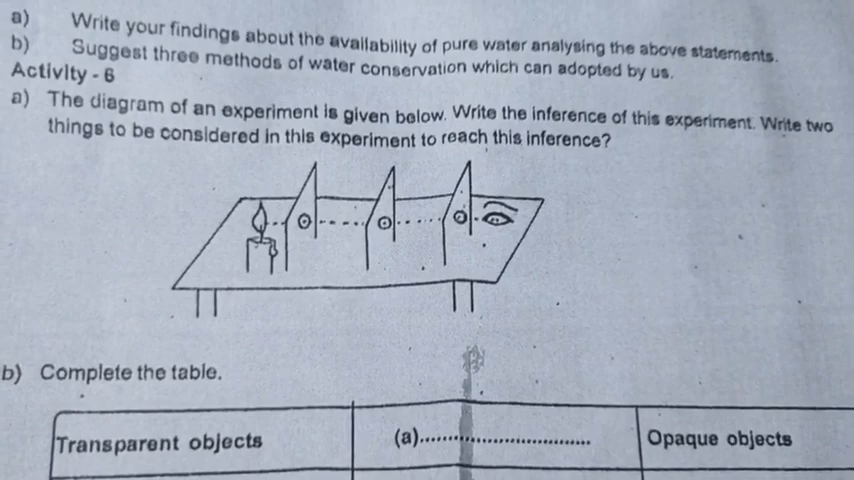 a) Write your findings about the availability of pure water analysing the above statements.
b) Suggest three methods of water conservation which can adopted by us.
Activity - 6
a) The diagram of an experiment is given below. Write the inference of this experiment. Write two
things to be considered in this experiment to reach this inference?
b) Complete the table.
Transparent objects (a)................................... Opaque objects